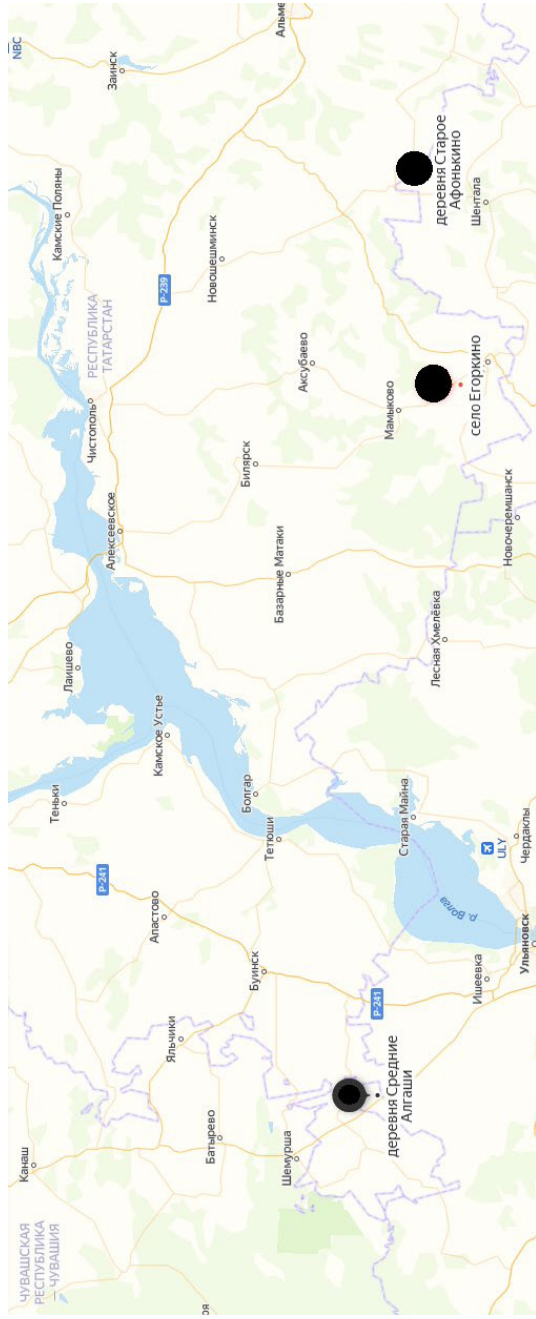 ЧУВАШСКАЯ
РЕСПУБЛИКА
— ЧУВАШИЯ
Канаш
NBC
Теньки
Лаишево
Камские Поляны
Чистополь
РЕСПУБЛИКА
ТАТАРСТАН
Р-241
Алексеевское
Заинск
Апастово
Камское Устье
Р-239
Яльчики
Батырево
Новошешминск
Буинск
Болгар
Билярск
Тетюши
Базарные Матаки
Аксубаево
Альме
Шемурша
Р-241
деревня Средние
Алгаши
Старая Майна
Мамыково
Лесная Хмелёвка
деревня Старое
Афонькино
р. Волга
село Егоркино
Шентала
Ишеевка
ULY
Новочеремшанск
Чердаклы
Ульяновск